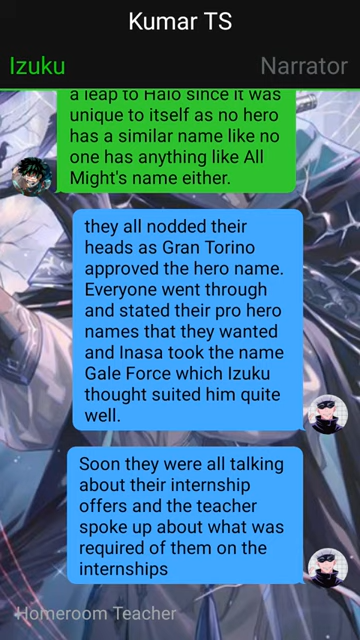 Kumar TS
Izuku
Narrator
a leap to Halo since it was
unique to itself as no hero
has a similar name like no
one has anything like All
Might's name either.
they all nodded their
heads as Gran Torino
approved the hero name.
Everyone went through
and stated their pro hero
names that they wanted
and Inasa took the name
Gale Force which Izuku
thought suited him quite
well.
Soon they were all talking
about their internship
offers and the teacher
spoke up about what was
required of them on the
internships
Homeroom Teacher